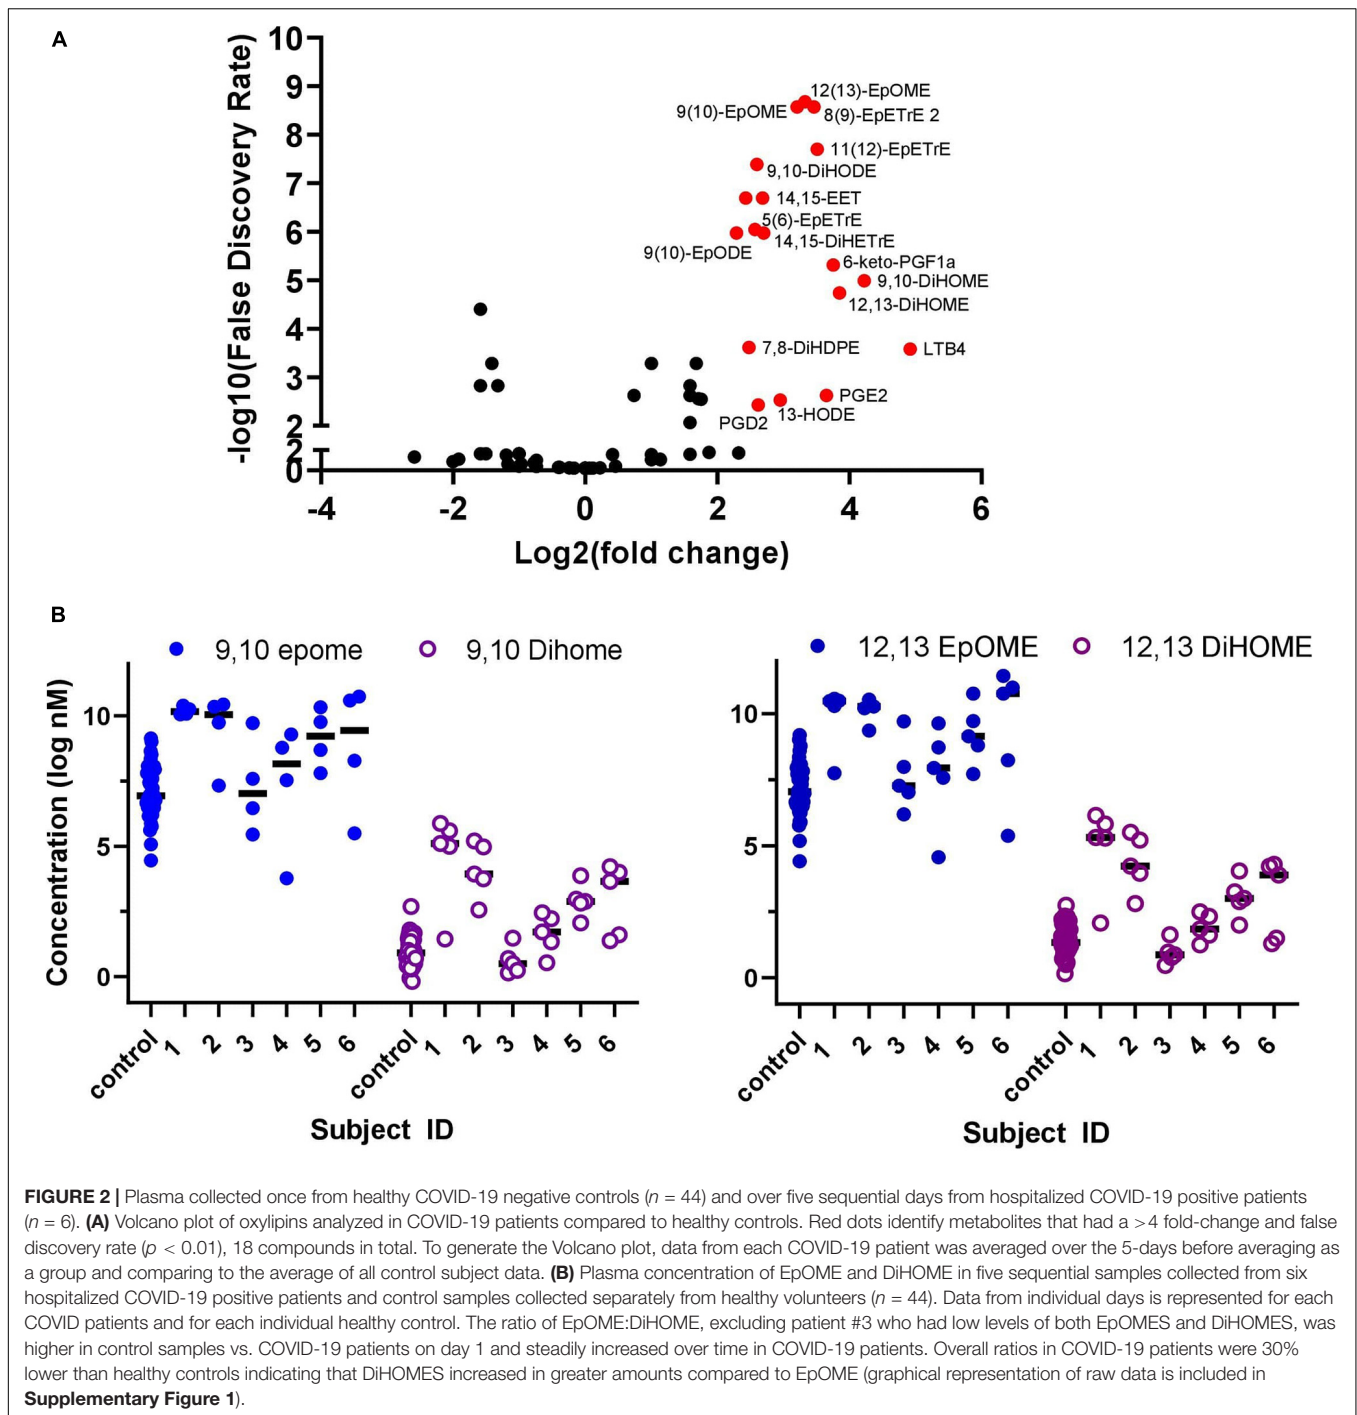 A
10
9
8
7
6
5
4
3
2
2
0
-log10(False Discovery Rate)
12(13)-EpOME
9(10)-EpOME
8(9)-EpETrE 2
11(12)-EpETrE
9,10-DiHODE
14,15-EET
5(6)-EpETrE
14,15-DiHETrE
9(10)-EpODE
6-keto-PGF1a
9,10-DiHOME
12,13-DiHOME
7,8-DiHDPE
LTB4
PGE2
13-HODE
PGD2
-4 -2 0 2 4 6
Log2(fold change)
B
9,10 epome 9,10 Dihome
Concentration (log nM)
10
5
0
control 1 2 3 4 5 6 control 1 2 3 4 5 6
Subject ID
12,13 EpOME 12,13 DiHOME
10
5
0
control 1 2 3 4 5 6 control 1 2 3 4 5 6
Subject ID
FIGURE 2 | Plasma collected once from healthy COVID-19 negative controls (n = 44) and over five sequential days from hospitalized COVID-19 positive patients
(n = 6). (A) Volcano plot of oxylipins analyzed in COVID-19 patients compared to healthy controls. Red dots identify metabolites that had a >4 fold-change and false
discovery rate (p < 0.01), 18 compounds in total. To generate the Volcano plot, data from each COVID-19 patient was averaged over the 5-days before averaging as
a group and comparing to the average of all control subject data. (B) Plasma concentration of EpOME and DiHOME in five sequential samples collected from six
hospitalized COVID-19 positive patients and control samples collected separately from healthy volunteers (n = 44). Data from individual days is represented for each
COVID patients and for each individual healthy control. The ratio of EpOME:DiHOME, excluding patient #3 who had low levels of both EpOMES and DiHOMES, was
higher in control samples vs. COVID-19 patients on day 1 and steadily increased over time in COVID-19 patients. Overall ratios in COVID-19 patients were 30%
lower than healthy controls indicating that DiHOMES increased in greater amounts compared to EpOME (graphical representation of raw data is included in
Supplementary Figure 1).